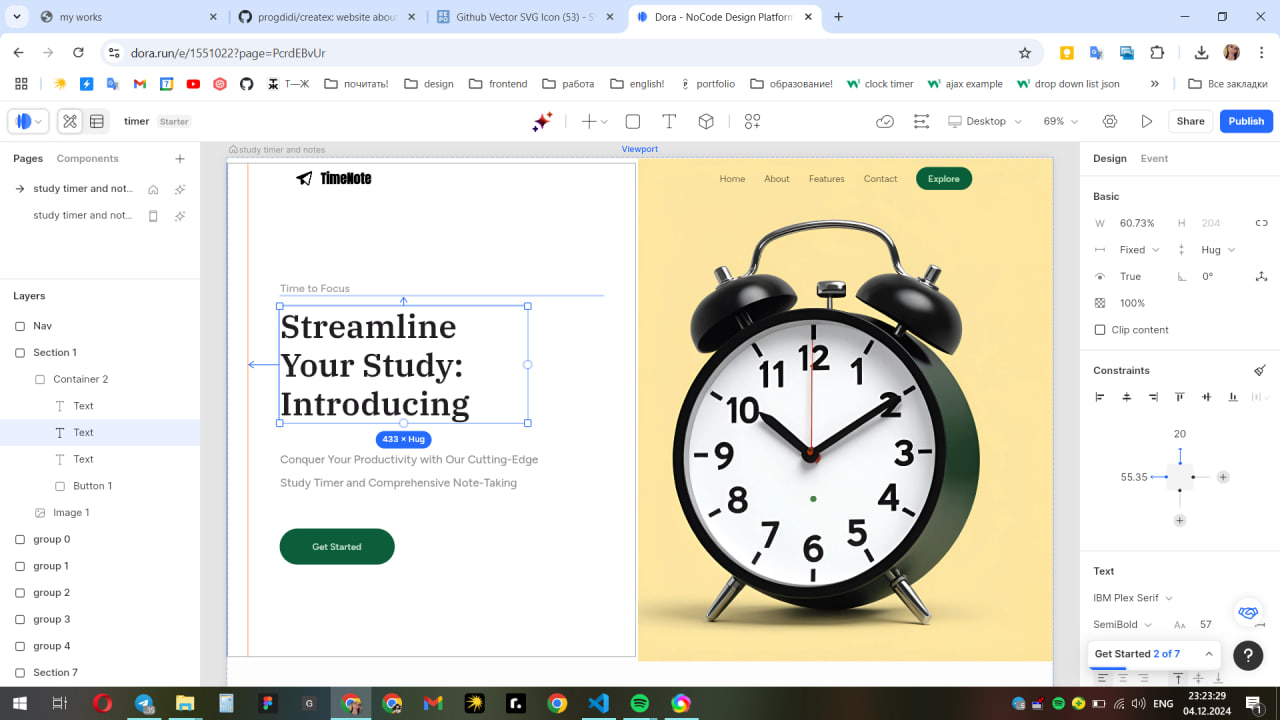 my works
progdidi/createx: timeNote about
Github Vector SVG Icon (53) - S
Dora - NoCode Design Platform
dora.run/e/1551022?page=PcrdEBvUr
Т—Ж
почитать!
design
frontend
работа
english!
portfolio
образование!
clock timer
ajax example
drop down list json
Все закладки
timer
Starter
Desktop
69%
Share
Publish
Pages
Components
study timer and not...
study timer and not...
Layers
Nav
Section 1
Container 2
Text
Text
Text
Button 1
Image 1
group 0
group 1
group 2
group 3
group 4
Section 7
study timer and notes
Viewport
TimeNote
Home
About
Features
Contact
Explore
Time to Focus
Streamline
Your Study:
Introducing
433 × Hug
Conquer Your Productivity with Our Cutting-Edge
Study Timer and Comprehensive Note-Taking
Get Started
12
1
2
3
4
5
6
7
8
9
10
11
Design
Event
Basic
W
60.73%
H
204
Fixed
Hug
True
0°
100%
Clip content
Constraints
20
55.35
Text
IBM Plex Serif
SemiBold
57
Get Started 2 of 7
ENG
23:23:29
04.12.2024
1